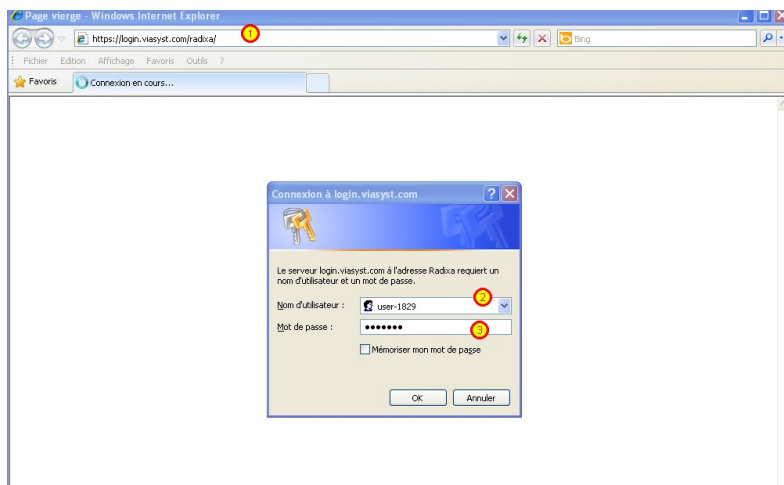 Page vierge - Windows Internet Explorer
https://login.viasyst.com/radixa/
1
Bing
Fichier Edition Affichage Favoris Outils ?
Favoris
Connexion en cours...
Connexion à login.viasyst.com
?
Le serveur login.viasyst.com à l'adresse Radixa requiert un
nom d'utilisateur et un mot de passe.
Nom d'utilisateur :
user-1829
2
Mot de passe :
●●●●●●●
3
Mémoriser mon mot de passe
OK
Annuler